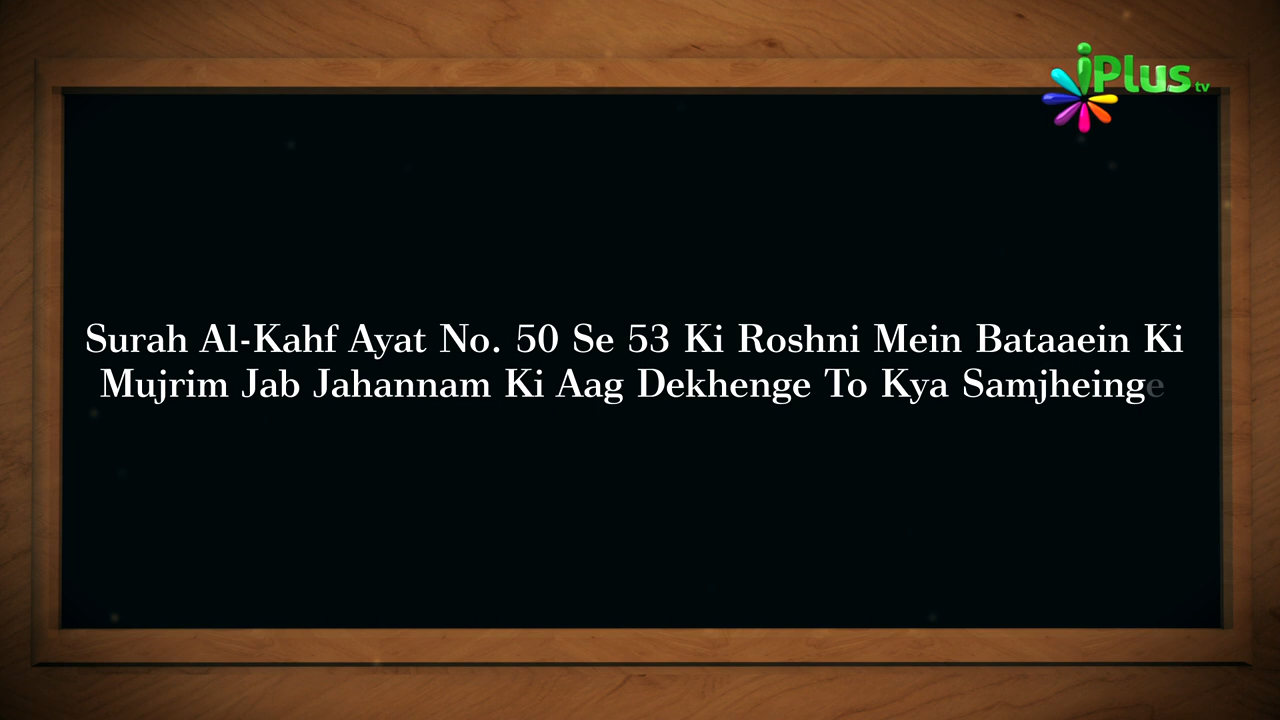 iPlus tv
Surah Al-Kahf Ayat No. 50 Se 53 Ki Roshni Mein Bataaein Ki
Mujrim Jab Jahannam Ki Aag Dekhenge To Kya Samjheinge